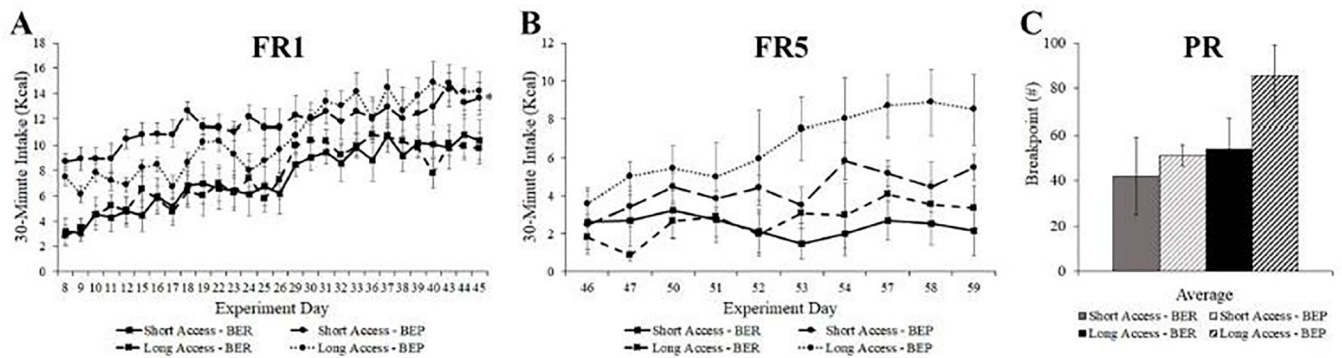 A
FR1
30-Minute Intake (Kcal)
18
16
14
12
10
8
6
4
2
0
8 9 10 11 12 15 16 17 18 19 22 23 24 25 26 29 30 31 32 33 36 37 38 39 40 43 44 45
Experiment Day
Short Access - BER
Short Access - BEP
Long Access - BER
Long Access - BEP
B
FR5
30-Minute Intake (Kcal)
12
10
8
6
4
2
0
46 47 50 51 52 53 54 57 58 59
Experiment Day
Short Access - BER
Short Access - BEP
Long Access - BER
Long Access - BEP
C
PR
Breakpoint (#)
100
80
60
40
20
0
Average
Short Access - BER
Short Access - BEP
Long Access - BER
Long Access - BEP